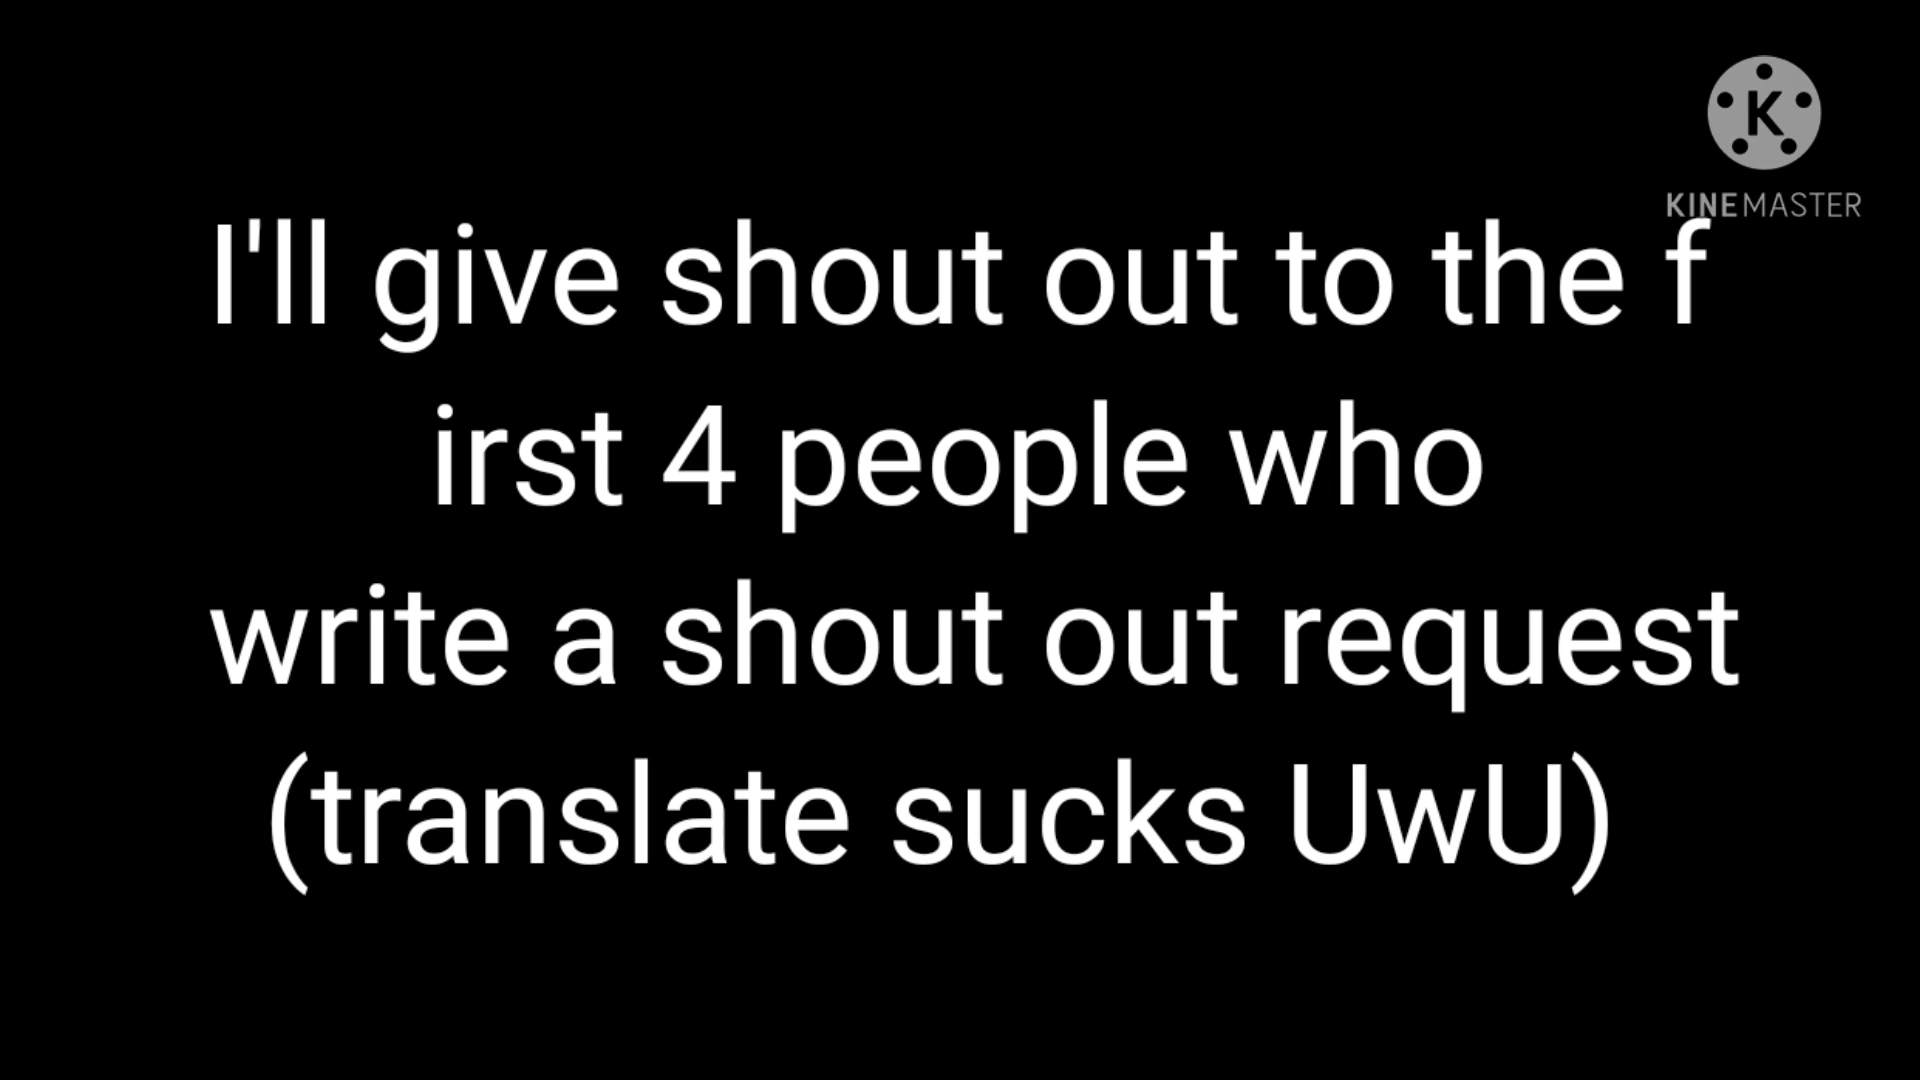 K
KINEMASTER
I'll give shout out to the f
irst 4 people who
write a shout out request
(translate sucks UwU)